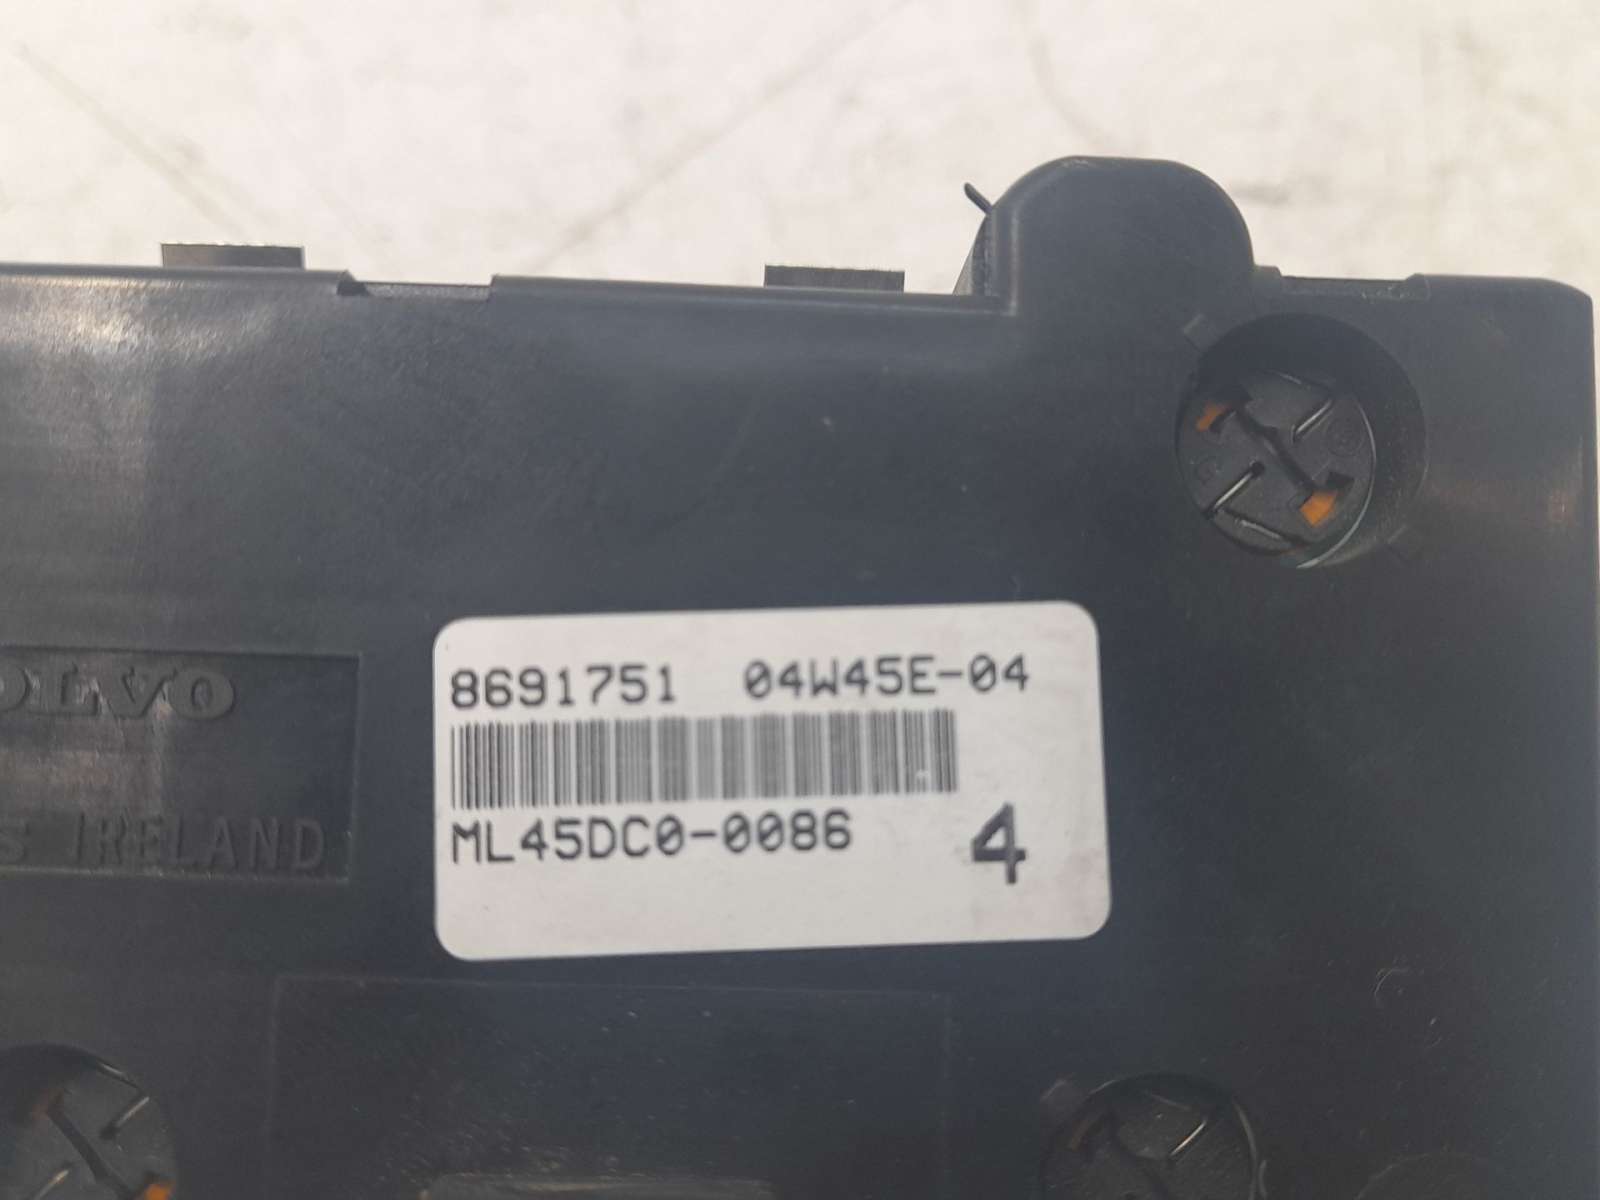 8691751 04W45E-04
ML45DC0-0086 4
OLVO
S IRELAND